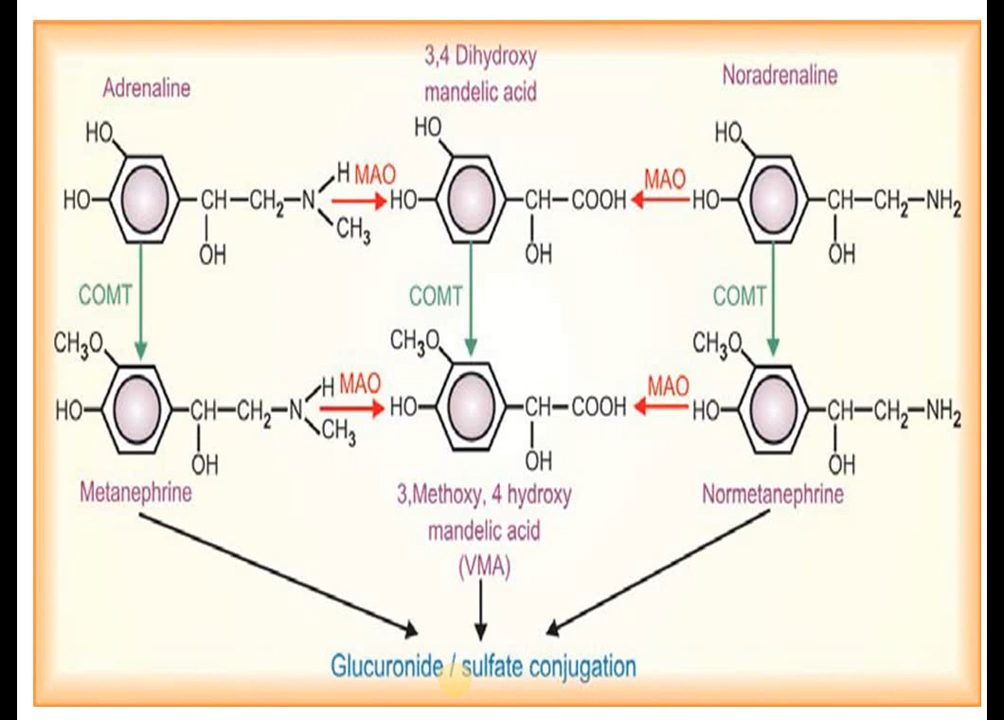 Adrenaline
3,4 Dihydroxy
mandelic acid
Noradrenaline
HO
HO
HO
HO CH CH₂ N H CH₃
OH
MAO
HO CH COOH
OH
MAO
HO CH CH₂ NH₂
OH
COMT
COMT
COMT
CH₃O
CH₃O
CH₃O
HO CH CH₂ N H CH₃
OH
MAO
HO CH COOH
OH
MAO
HO CH CH₂ NH₂
OH
Metanephrine
3,Methoxy, 4 hydroxy
mandelic acid
(VMA)
Normetanephrine
Glucuronide / sulfate conjugation